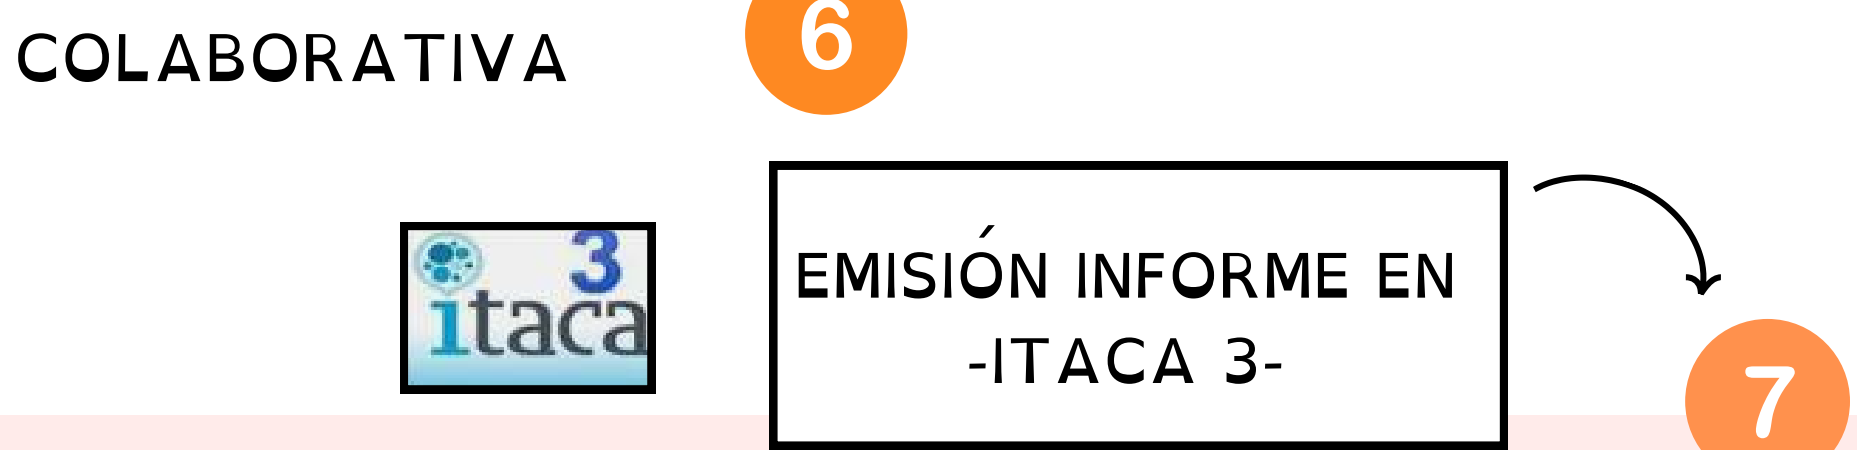 COLABORATIVA
6
3
itaca
EMISIÓN INFORME EN
-ITACA 3-
7